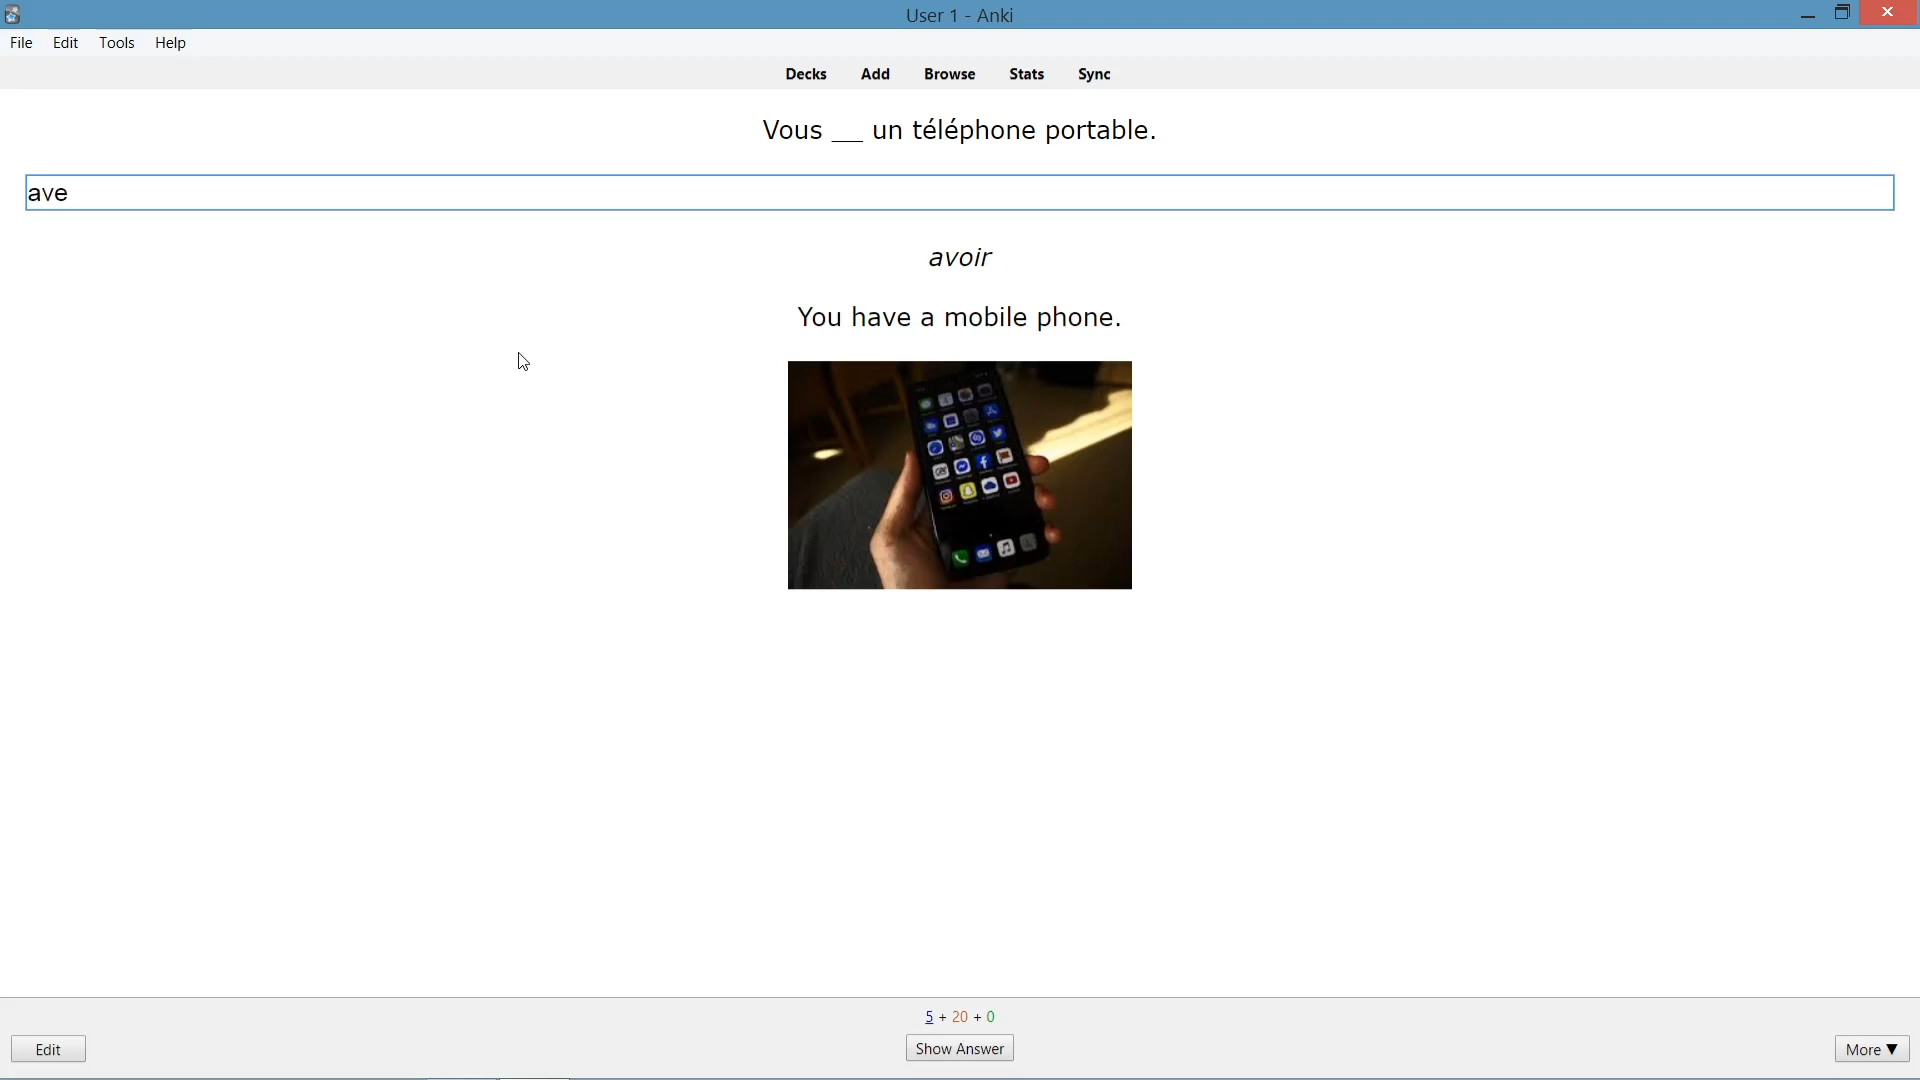 User 1 - Anki
File Edit Tools Help
Decks Add Browse Stats Sync
Vous __ un téléphone portable.
ave
avoir
You have a mobile phone.
5 + 20 + 0
Edit Show Answer More ▼